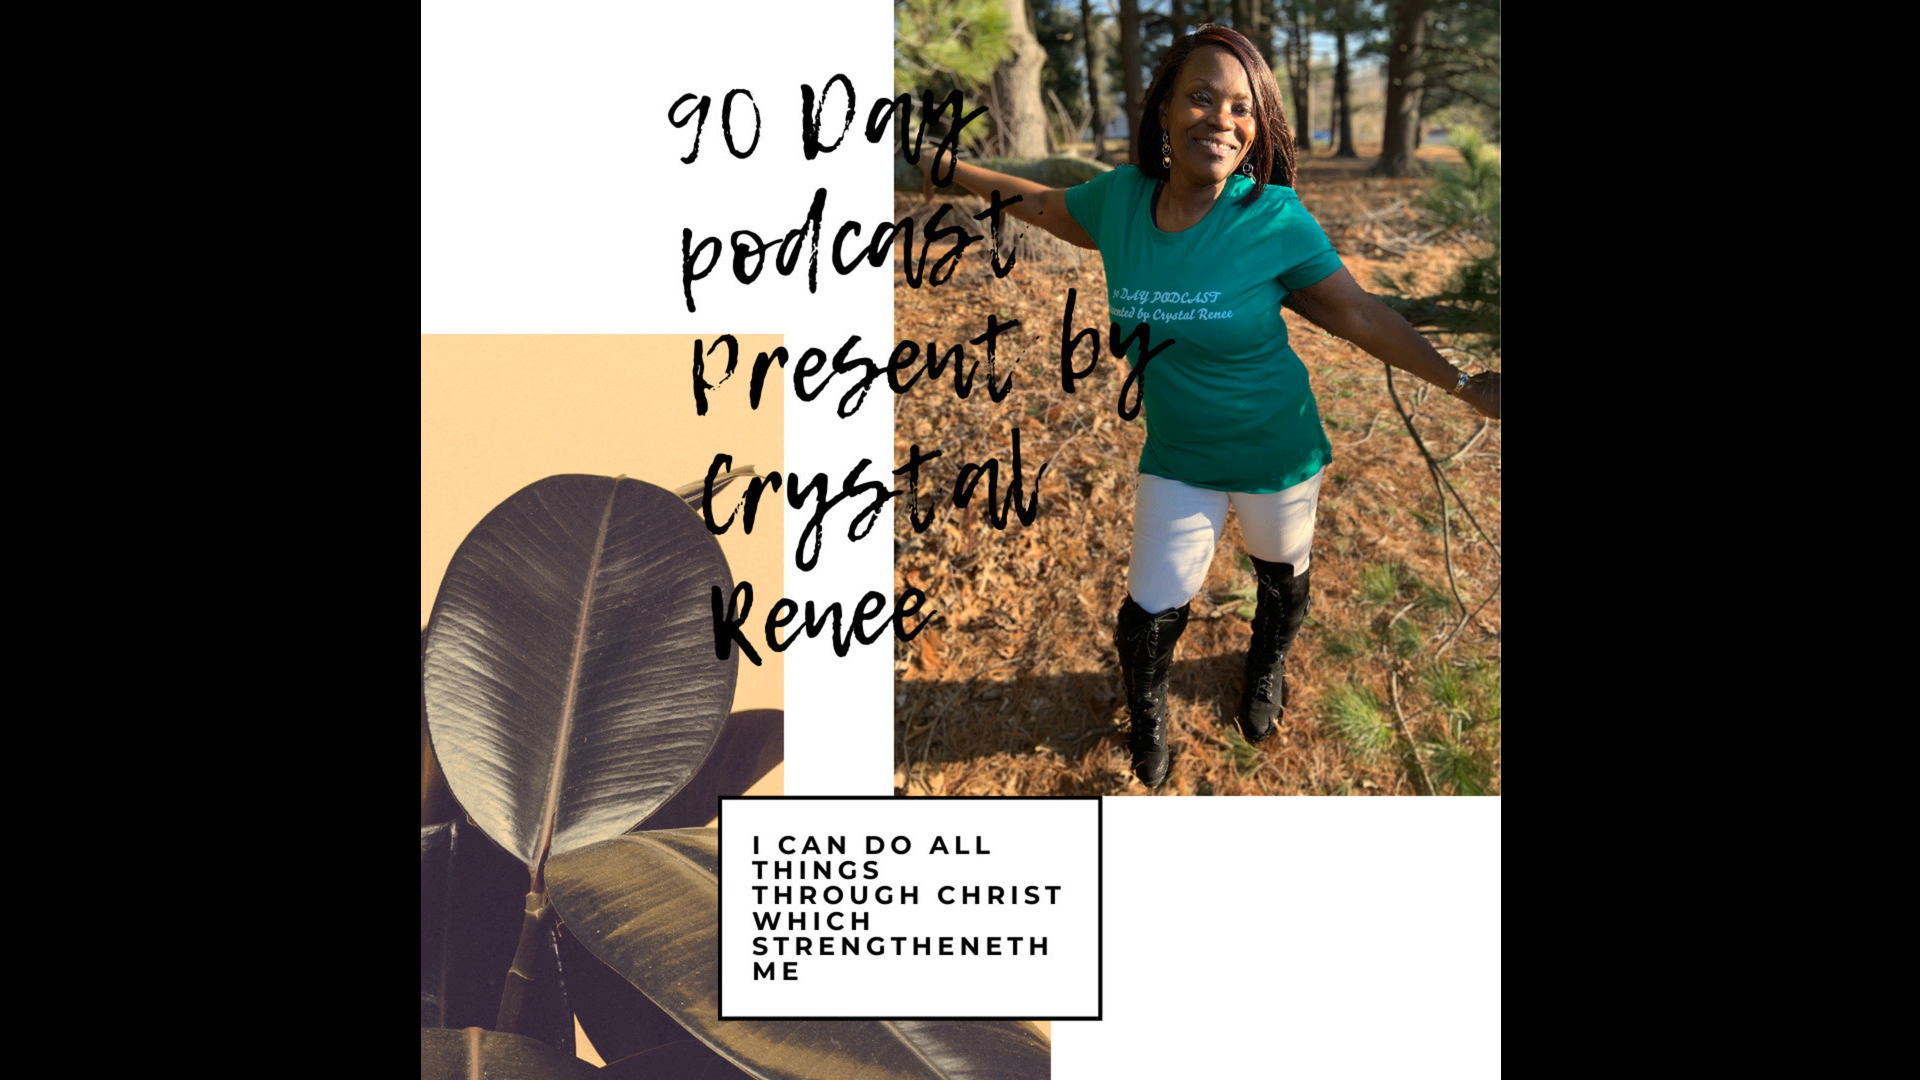 90 Day
podcast
Present by
Crystal
Renee
DAY PODCAST
by Crystal Renee
I CAN DO ALL
THINGS
THROUGH CHRIST
WHICH
STRENGTHENETH
ME